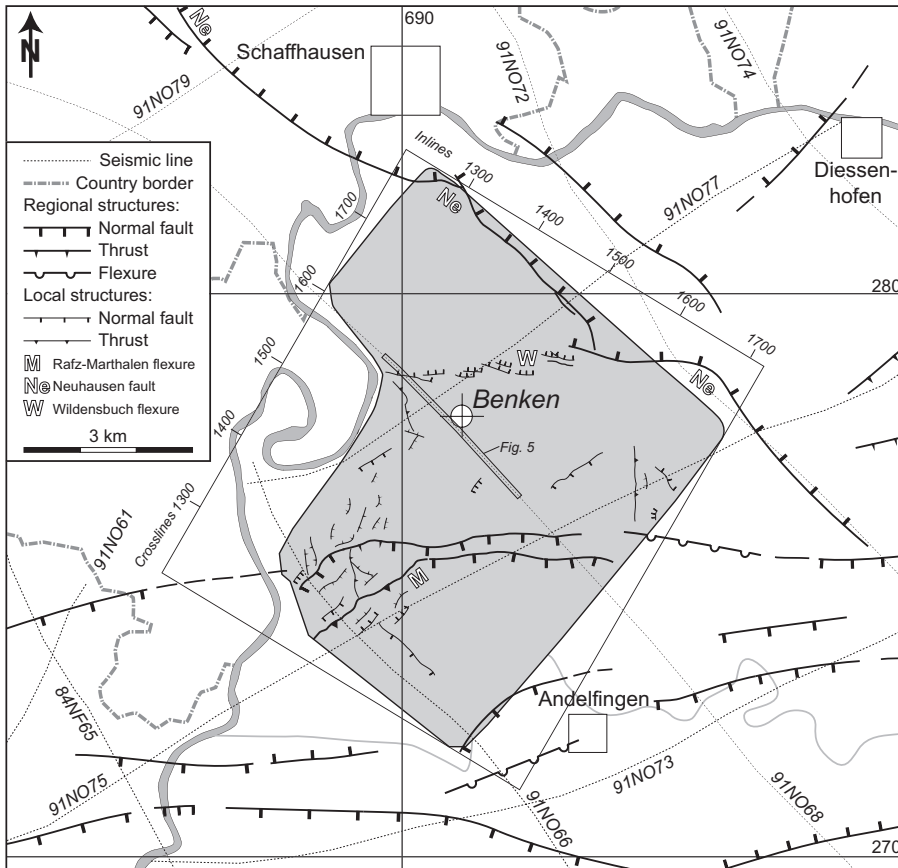 690
N
Ne
Schaffhausen
91NO79
91NO72
91NO74
Diessen-
hofen
Inlines
1300
1400
1500
1600
1700
91NO77
280
Seismic line
Country border
Regional structures:
Normal fault
Thrust
Flexure
Local structures:
Normal fault
Thrust
M Rafz-Marthalen flexure
Ne Neuhausen fault
W Wildensbuch flexure
3 km
1700
1600
1500
1400
Crosslines 1300
Ne
W
Ne
Benken
Fig. 5
91NO61
M
Andelfingen
84NF65
91NO75
91NO66
91NO73
91NO68
270